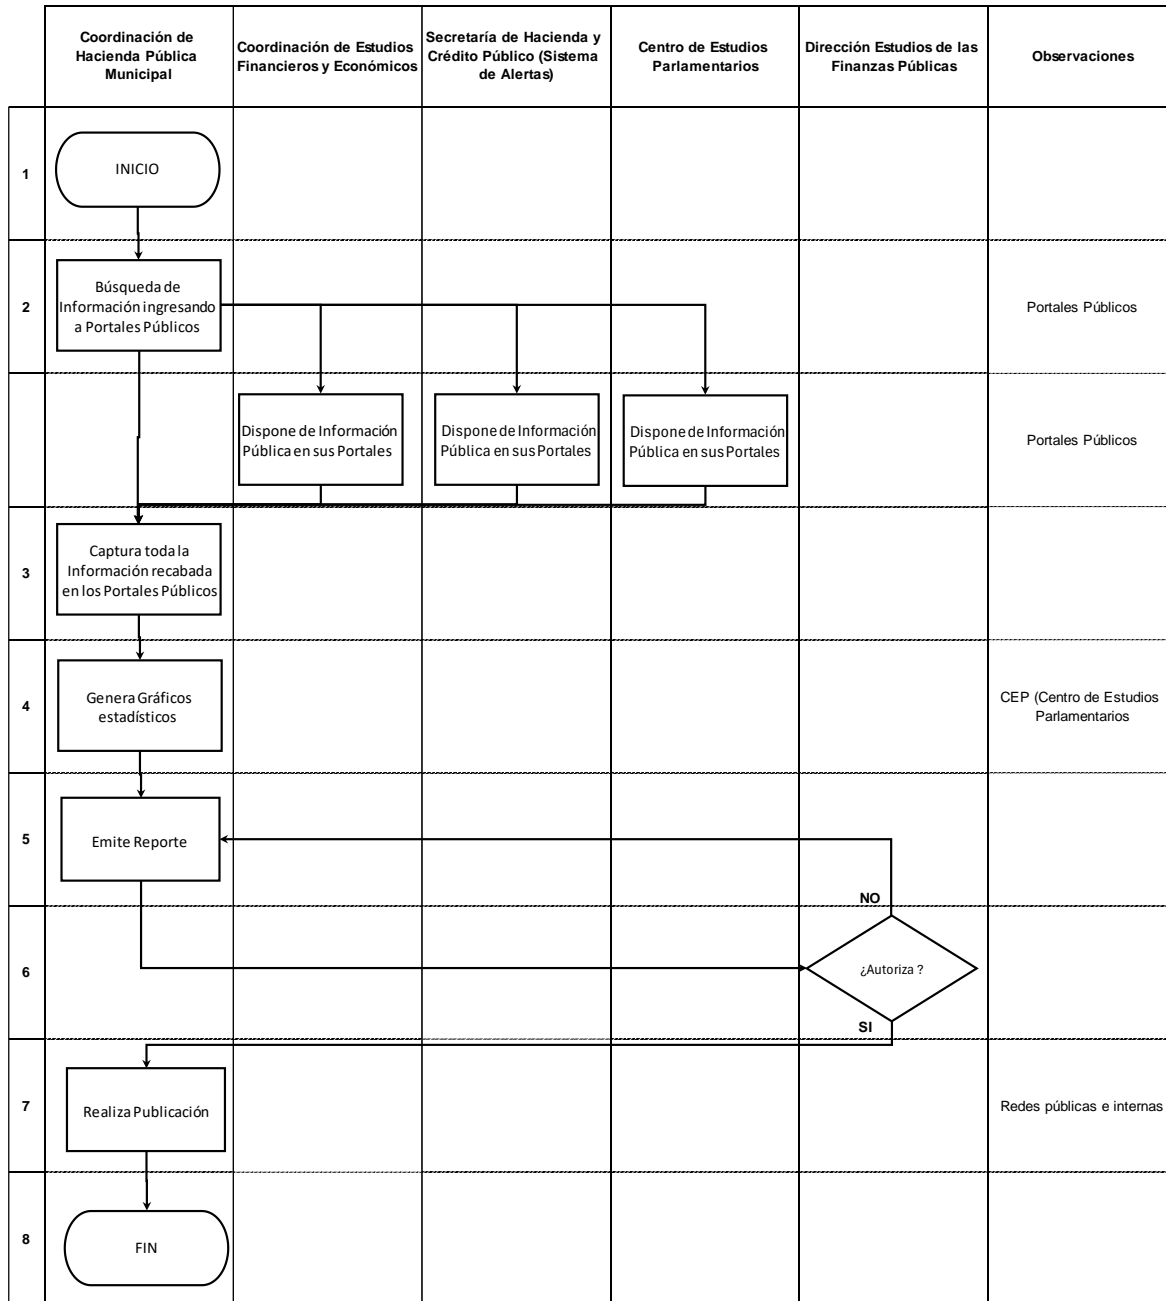 Coordinación de
Hacienda Pública
Municipal
Coordinación de Estudios
Financieros y Económicos
Secretaría de Hacienda y
Crédito Público (Sistema
de Alertas)
Centro de Estudios
Parlamentarios
Dirección Estudios de las
Finanzas Públicas
Observaciones
1
INICIO
2
Búsqueda de
Información ingresando
a Portales Públicos
Portales Públicos
Dispone de Información
Pública en sus Portales
Dispone de Información
Pública en sus Portales
Dispone de Información
Pública en sus Portales
Portales Públicos
3
Captura toda la
Información recabada
en los Portales Públicos
4
Genera Gráficos
estadísticos
CEP (Centro de Estudios
Parlamentarios
5
Emite Reporte
NO
6
¿Autoriza ?
SI
7
Realiza Publicación
Redes públicas e internas
8
FIN